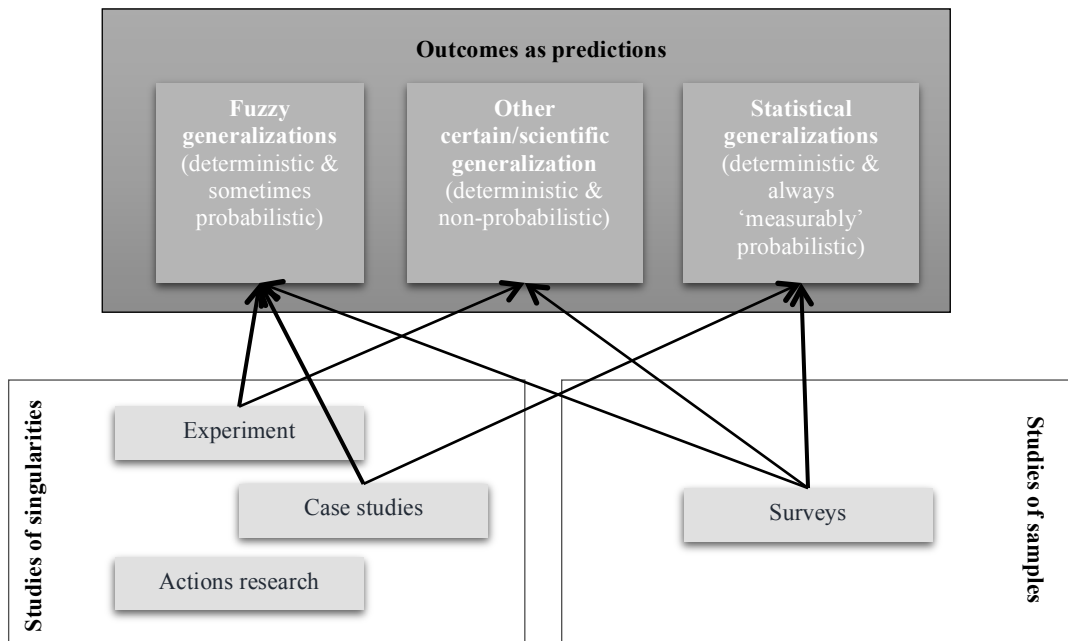 Outcomes as predictions
Fuzzy
generalizations
(deterministic &
sometimes
probabilistic)
Other
certain/scientific
generalization
(deterministic &
non-probabilistic)
Statistical
generalizations
(deterministic &
always
‘measurably’
probabilistic)
Studies of singularities
Experiment
Case studies
Actions research
Surveys
Studies of samples